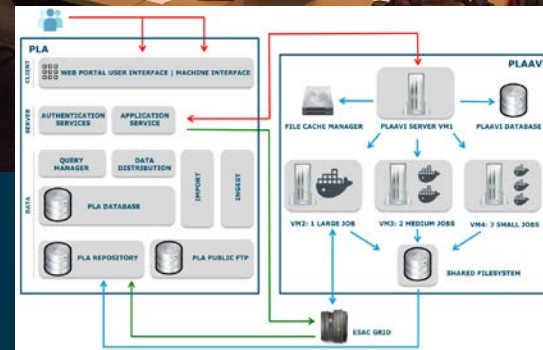 PLA
CLIENT
WEB PORTAL USER INTERFACE | MACHINE INTERFACE
SERVER
AUTHENTICATION
SERVICES
APPLICATION
SERVICE
DATA
QUERY
MANAGER
DATA
DISTRIBUTION
IMPORT
INGEST
PLA DATABASE
PLA REPOSITORY
PLA PUBLIC FTP
PLAAVI
FILE CACHE MANAGER
PLAAVI SERVER VM1
PLAAVI DATABASE
VM2: 1 LARGE JOB
VM3: 2 MEDIUM JOBS
VM4: 3 SMALL JOBS
SHARED FILESYSTEM
ESAC GRID